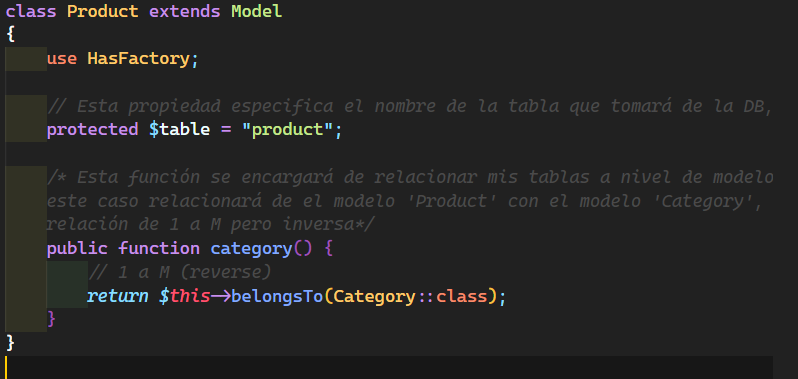 class Product extends Model
{
    use HasFactory;
    // Esta propiedad especifica el nombre de la tabla que tomará de la DB,
    protected $table = "product";
    /* Esta función se encargará de relacionar mis tablas a nivel de modelo
    este caso relacionará de el modelo 'Product' con el modelo 'Category',
    relación de 1 a M pero inversa*/
    public function category() {
        // 1 a M (reverse)
        return $this->belongsTo(Category::class);
    }
}